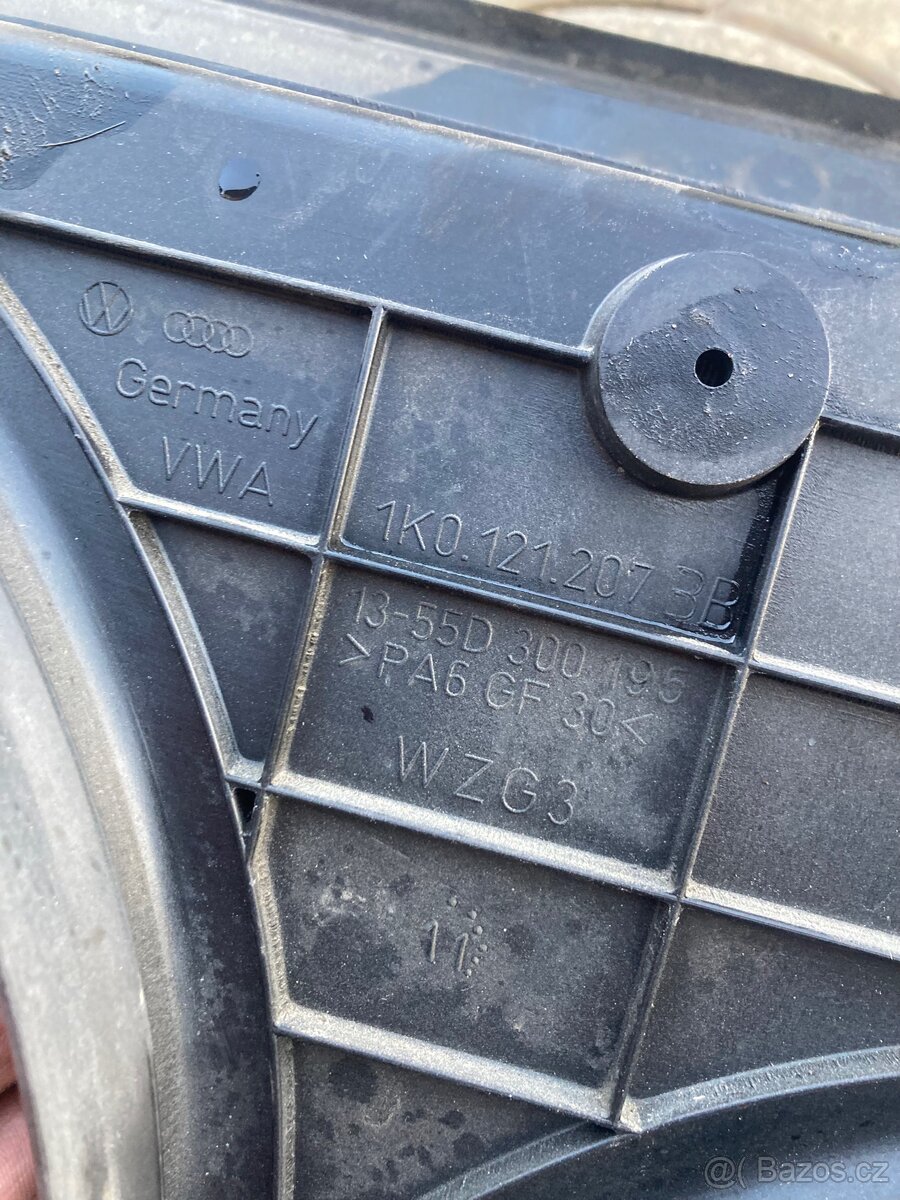 Germany
VWA
1K0.121.207 BB
13-55D 300 195
>PA6 GF 30<
WZG3
11
@( Bazos.cz